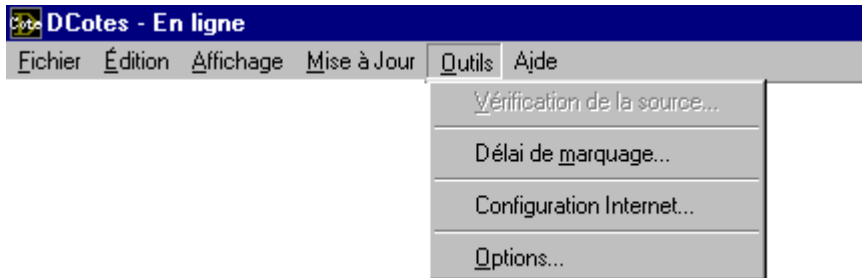 Cote DCotes - En ligne
Fichier Édition Affichage Mise à Jour Outils Aide
Vérification de la source...
Délai de marquage...
Configuration Internet...
Options...